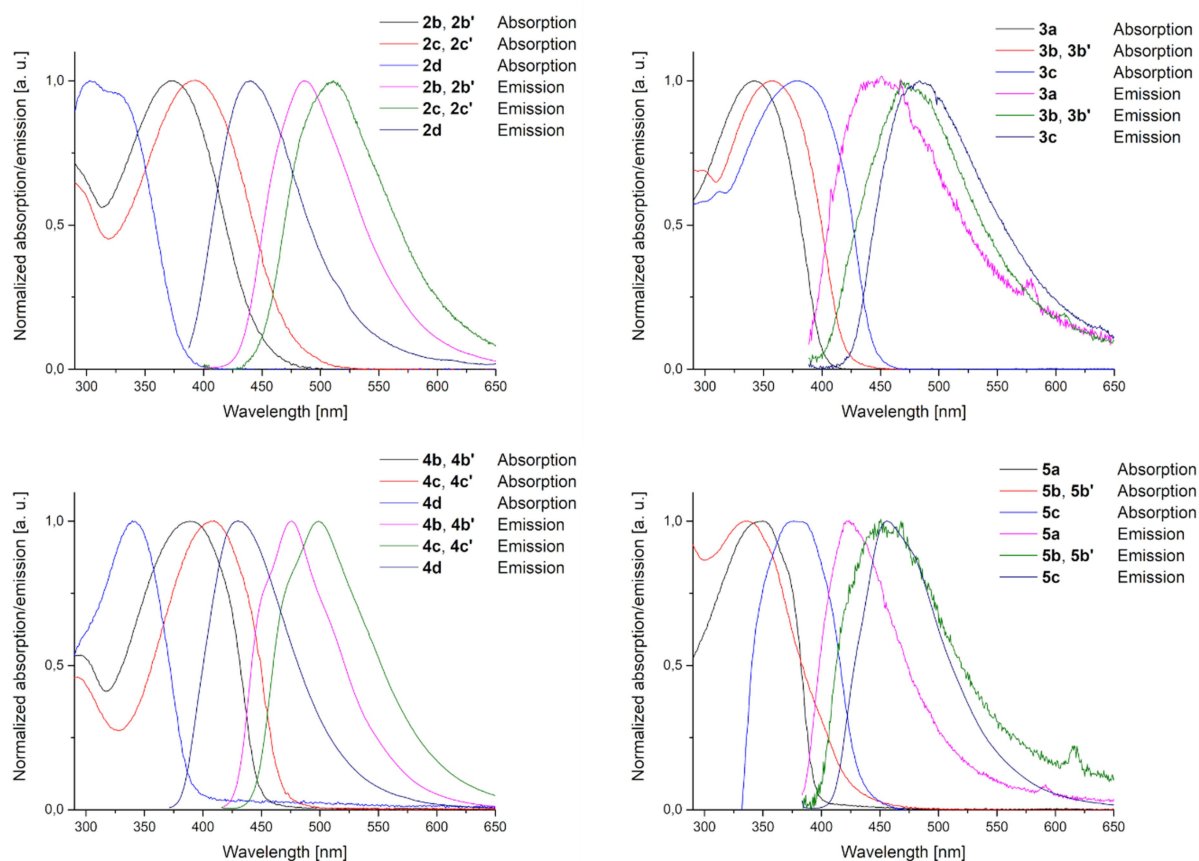 2b, 2b' Absorption
2c, 2c' Absorption
2d Absorption
2b, 2b' Emission
2c, 2c' Emission
2d Emission
Normalized absorption/emission [a. u.]
1,0
0,5
0,0
300 350 400 450 500 550 600 650
Wavelength [nm]
3a Absorption
3b, 3b' Absorption
3c Absorption
3a Emission
3b, 3b' Emission
3c Emission
Normalized absorption/emission [a. u.]
1,0
0,5
0,0
300 350 400 450 500 550 600 650
Wavelength [nm]
4b, 4b' Absorption
4c, 4c' Absorption
4d Absorption
4b, 4b' Emission
4c, 4c' Emission
4d Emission
Normalized absorption/emission [a. u.]
1,0
0,5
0,0
300 350 400 450 500 550 600 650
Wavelength [nm]
5a Absorption
5b, 5b' Absorption
5c Absorption
5a Emission
5b, 5b' Emission
5c Emission
Normalized absorption/emission [a. u.]
1,0
0,5
0,0
300 350 400 450 500 550 600 650
Wavelength [nm]